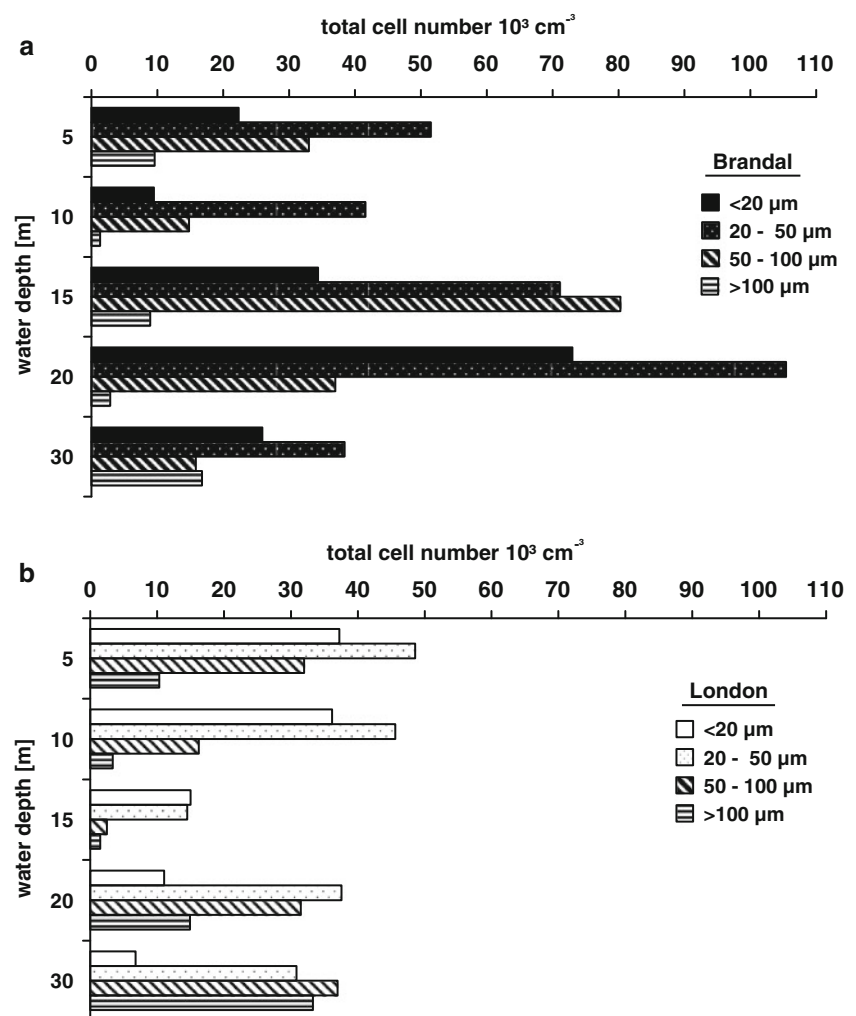 a
total cell number 10³ cm⁻³
0 10 20 30 40 50 60 70 80 90 100 110
water depth [m]
5
10
15
20
30
Brandal
<20 µm
20 - 50 µm
50 - 100 µm
>100 µm
b
total cell number 10³ cm⁻³
0 10 20 30 40 50 60 70 80 90 100 110
water depth [m]
5
10
15
20
30
London
<20 µm
20 - 50 µm
50 - 100 µm
>100 µm